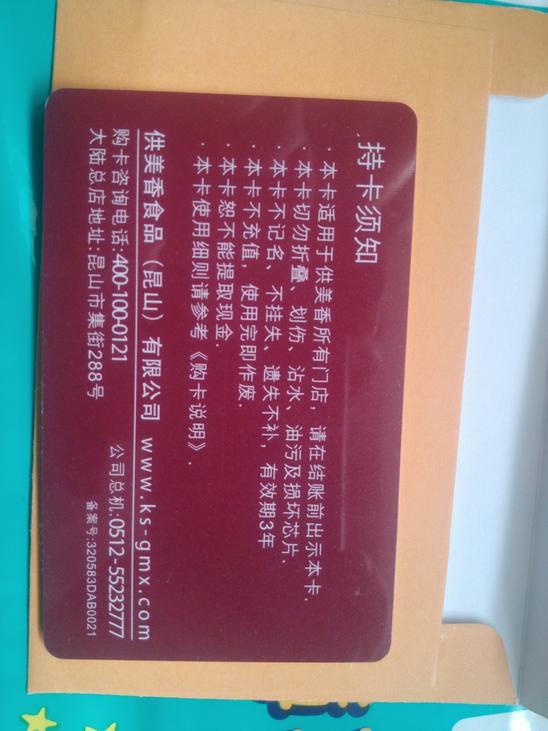 持卡须知
·本卡适用于供美香所有门店，请在结账前出示本卡.
·本卡切勿折叠、划伤、沾水、油污及损坏芯片.
·本卡不记名、不挂失、遗失不补，有效期3年
·本卡不充值，使用完即作废.
·本卡恕不能提取现金.
·本卡使用细则请参考《购卡说明》.
供美香食品（昆山）有限公司 www.ks-gmx.com
购卡咨询电话:400-100-0121 公司总机:0512-55232777
大陆总店地址:昆山市集街288号 备案号:320583DAB0021